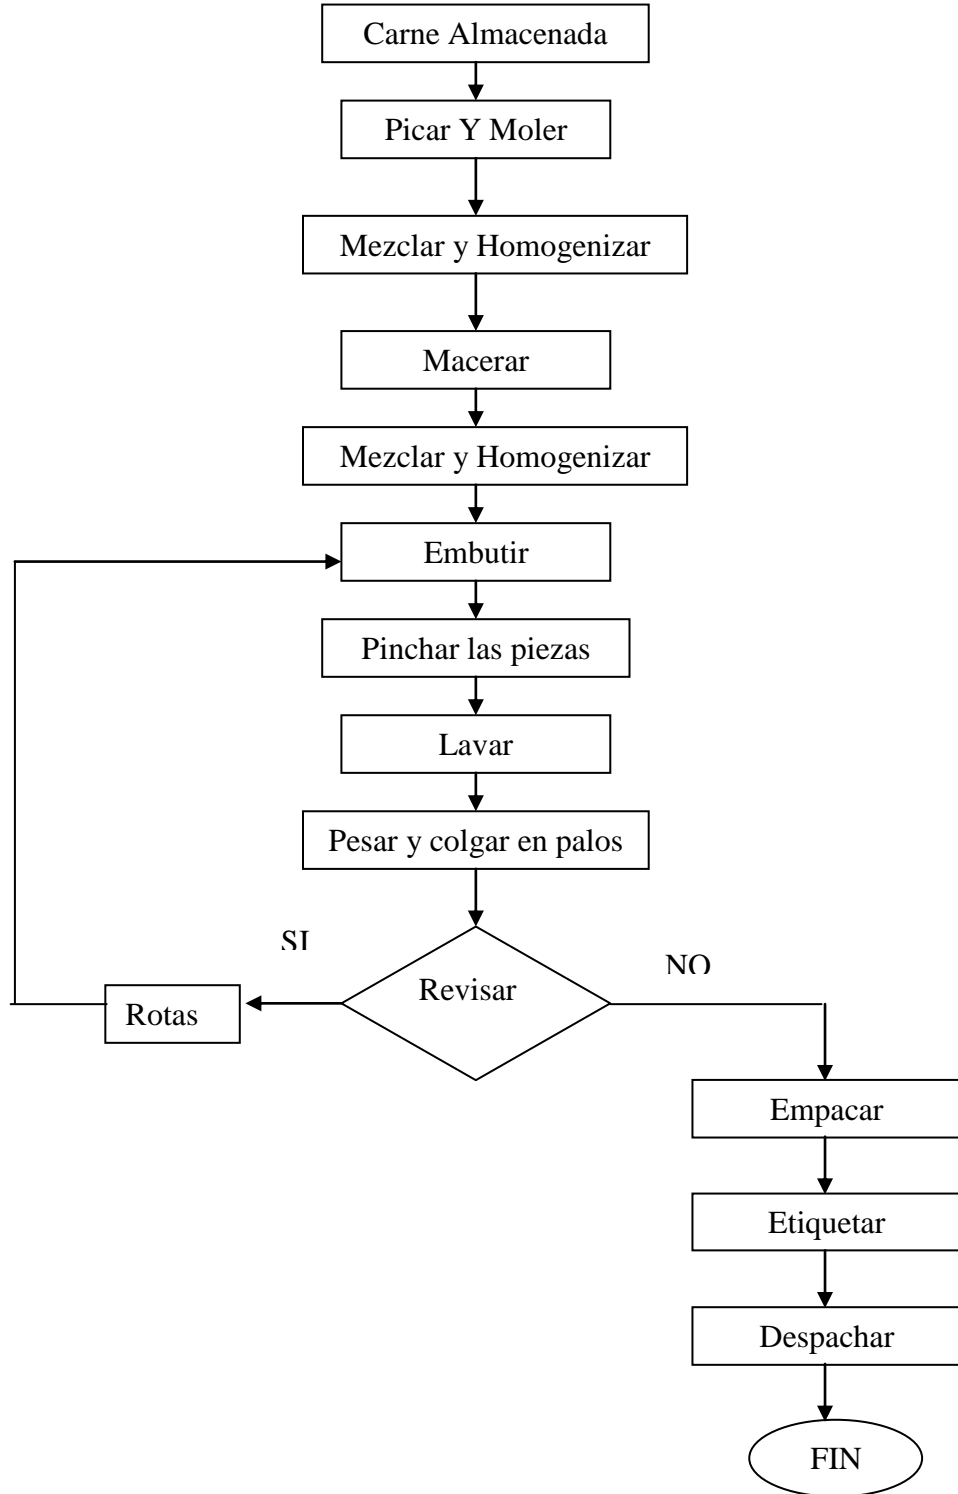 Carne Almacenada
Picar Y Moler
Mezclar y Homogenizar
Macerar
Mezclar y Homogenizar
Embutir
Pinchar las piezas
Lavar
Pesar y colgar en palos
SI
NO
Revisar
Rotas
Empacar
Etiquetar
Despachar
FIN